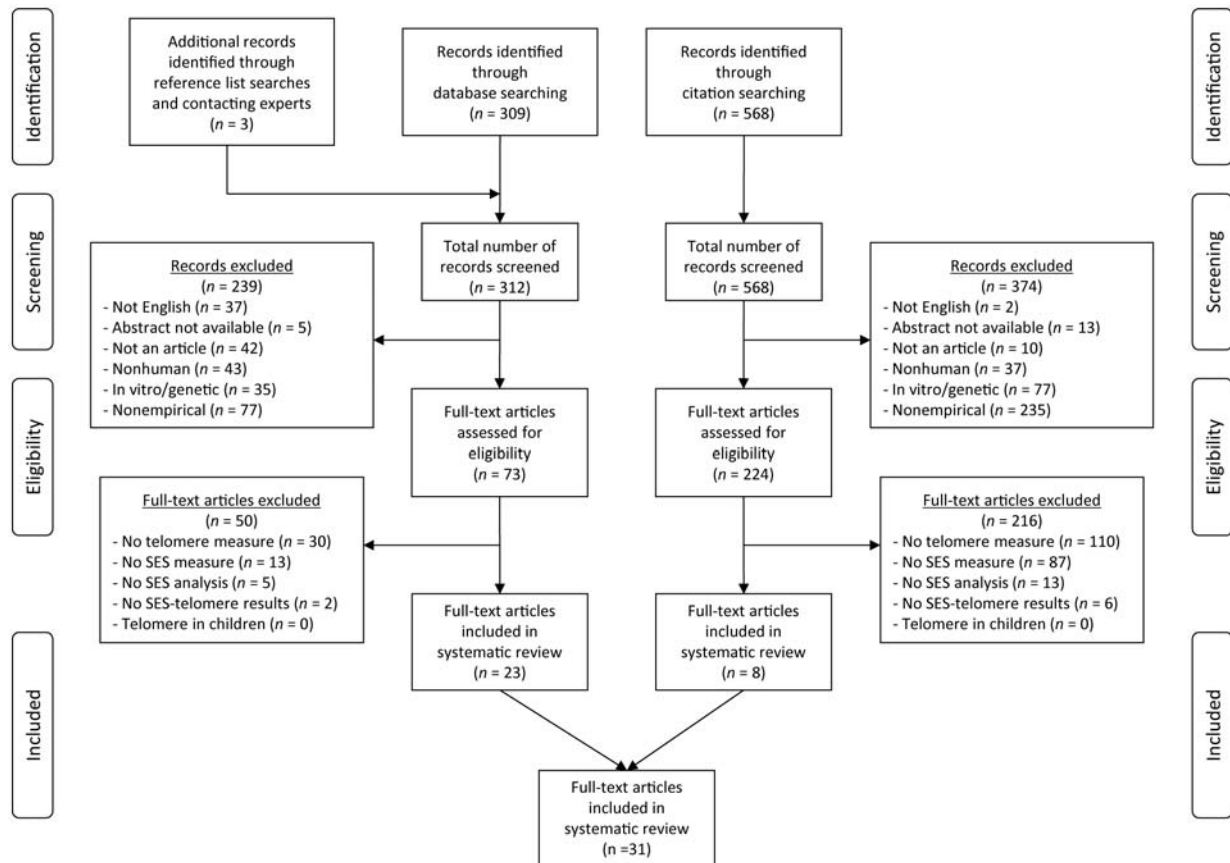 Identification
Additional records
identified through
reference list searches
and contacting experts
(n = 3)
Records identified
through
database searching
(n = 309)
Records identified
through
citation searching
(n = 568)
Identification
Screening
Total number of
records screened
(n = 312)
Total number of
records screened
(n = 568)
Screening
Records excluded
(n = 239)
- Not English (n = 37)
- Abstract not available (n = 5)
- Not an article (n = 42)
- Nonhuman (n = 43)
- In vitro/genetic (n = 35)
- Nonempirical (n = 77)
Records excluded
(n = 374)
- Not English (n = 2)
- Abstract not available (n = 13)
- Not an article (n = 10)
- Nonhuman (n = 37)
- In vitro/genetic (n = 77)
- Nonempirical (n = 235)
Eligibility
Full-text articles
assessed for
eligibility
(n = 73)
Full-text articles
assessed for
eligibility
(n = 224)
Eligibility
Full-text articles excluded
(n = 50)
- No telomere measure (n = 30)
- No SES measure (n = 13)
- No SES analysis (n = 5)
- No SES-telomere results (n = 2)
- Telomere in children (n = 0)
Full-text articles excluded
(n = 216)
- No telomere measure (n = 110)
- No SES measure (n = 87)
- No SES analysis (n = 13)
- No SES-telomere results (n = 6)
- Telomere in children (n = 0)
Included
Full-text articles
included in
systematic review
(n = 23)
Full-text articles
included in
systematic review
(n = 8)
Included
Full-text articles
included in
systematic review
(n =31)